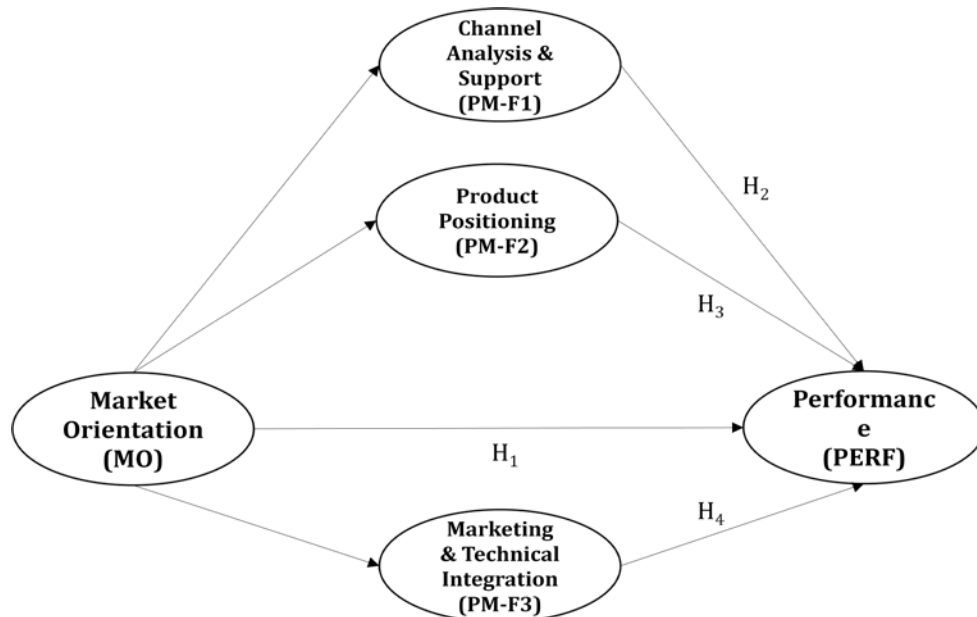 Channel
Analysis &
Support
(PM-F1)
H2
Product
Positioning
(PM-F2)
H3
Market
Orientation
(MO)
H1
Performanc
e
(PERF)
H4
Marketing
& Technical
Integration
(PM-F3)